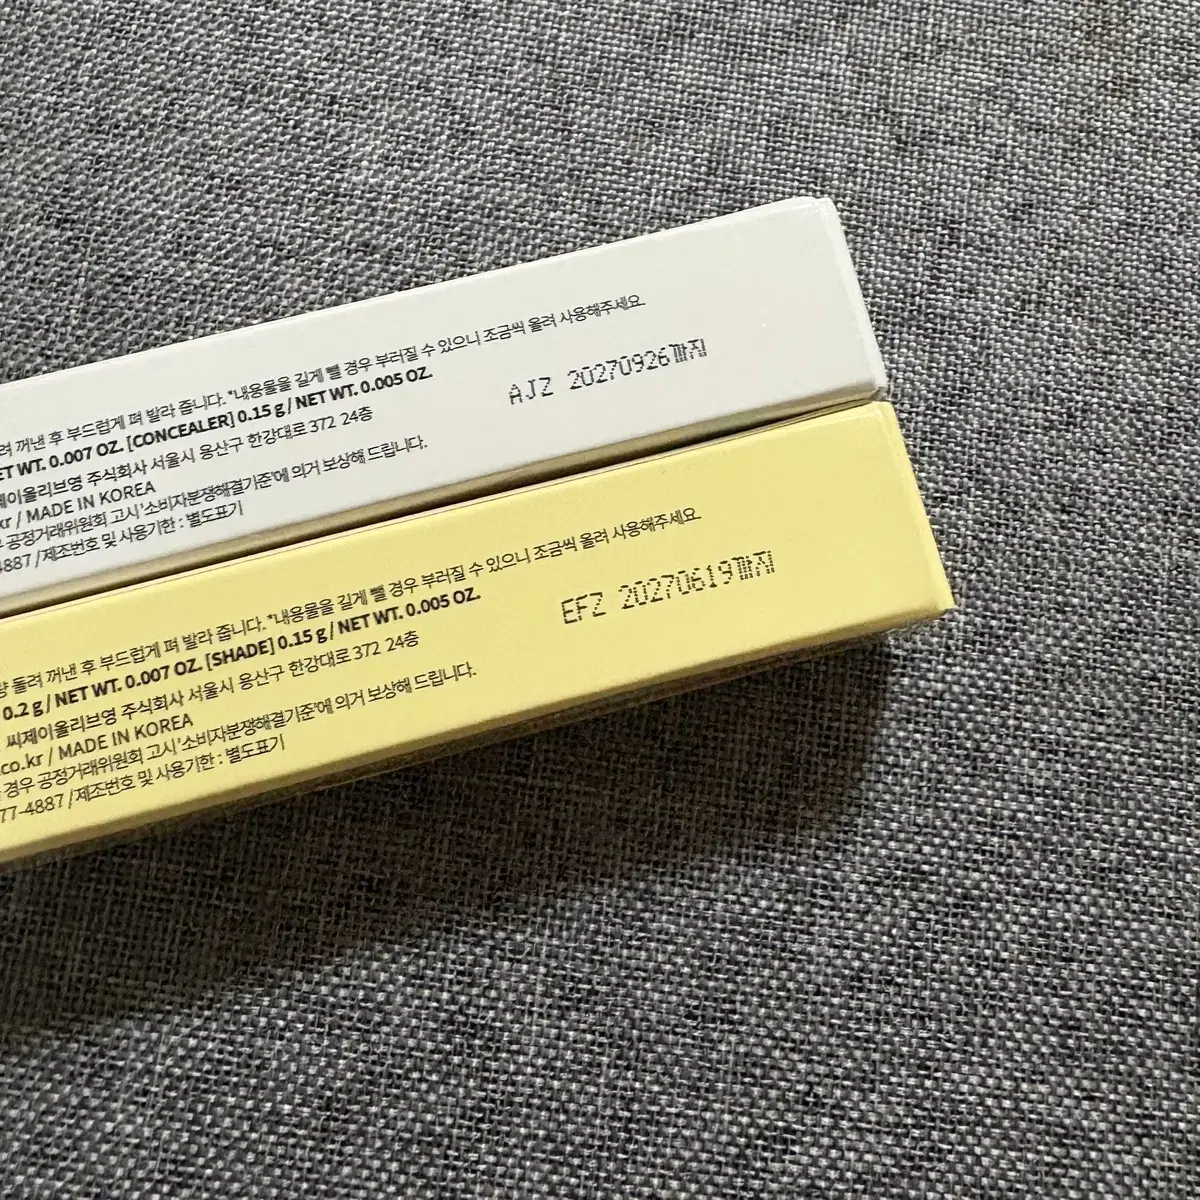 려 꺼낸 후 부드럽게 펴 발라 줍니다. *내용물을 길게 뺄 경우 부러질 수 있으니 조금씩 올려 사용해주세요.
ET WT. 0.007 OZ. [CONCEALER] 0.15 g / NET WT. 0.005 OZ.
제이올리브영 주식회사 서울시 용산구 한강대로 372 24층
kr / MADE IN KOREA
공정거래위원회 고시 '소비자분쟁해결기준'에 의거 보상해 드립니다.
4887 / 제조번호 및 사용기한 : 별도표기
AJZ 20270926까지
량 돌려 꺼낸 후 부드럽게 펴 발라 줍니다. *내용물을 길게 뺄 경우 부러질 수 있으니 조금씩 올려 사용해주세요.
0.2 g / NET WT. 0.007 OZ. [SHADE] 0.15 g / NET WT. 0.005 OZ.
씨제이올리브영 주식회사 서울시 용산구 한강대로 372 24층
.co.kr / MADE IN KOREA
경우 공정거래위원회 고시 '소비자분쟁해결기준'에 의거 보상해 드립니다.
77-4887 / 제조번호 및 사용기한 : 별도표기
EFZ 20270619까지